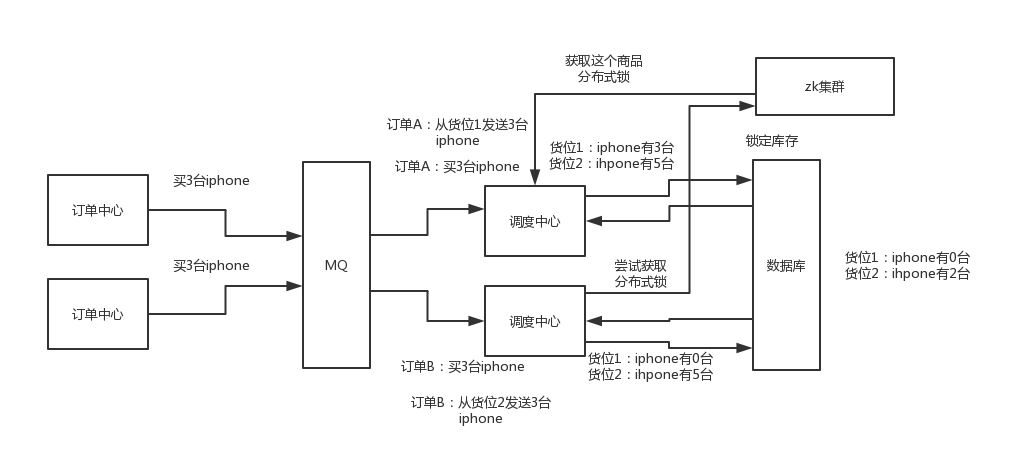 获取这个商品
分布式锁
zk集群
订单A：从货位1发送3台
iphone
货位1：iphone有3台
货位2：ihpone有5台
锁定库存
订单A：买3台iphone
买3台iphone
订单中心
调度中心
MQ
买3台iphone
尝试获取
分布式锁
数据库
货位1：iphone有0台
货位2：ihpone有2台
订单中心
调度中心
订单B：买3台iphone
货位1：iphone有0台
货位2：ihpone有5台
订单B：从货位2发送3台
iphone